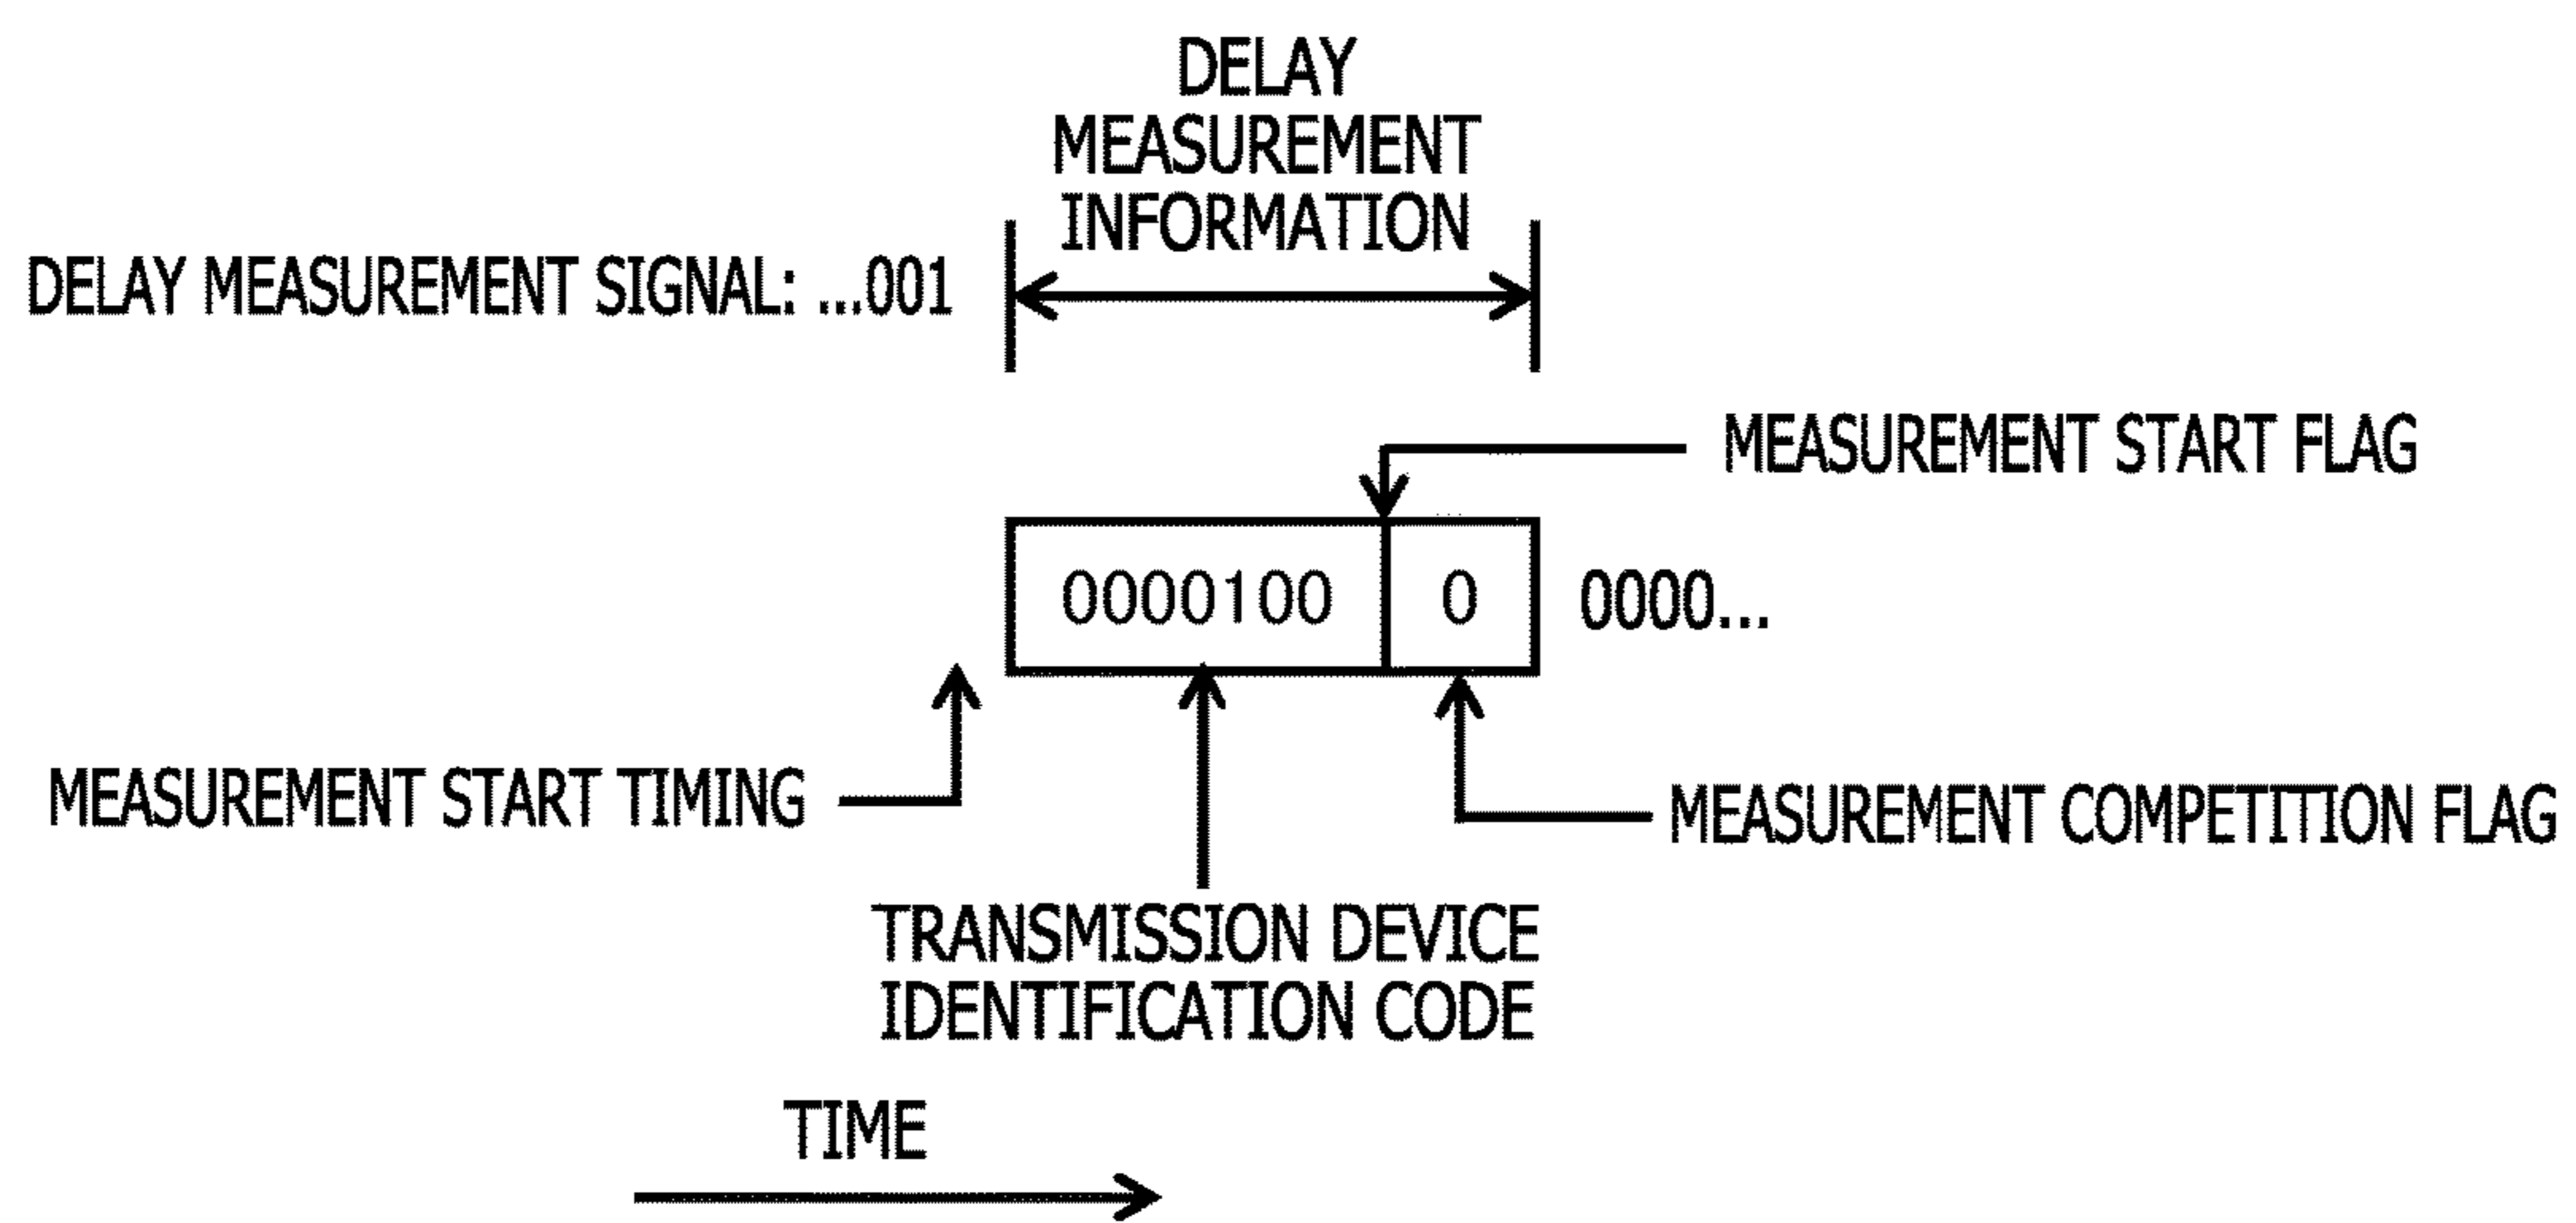 DELAY
MEASUREMENT
INFORMATION
DELAY MEASUREMENT SIGNAL: ...001
MEASUREMENT START FLAG
0000100 0 0000...
MEASUREMENT START TIMING
MEASUREMENT COMPETITION FLAG
TRANSMISSION DEVICE
IDENTIFICATION CODE
TIME